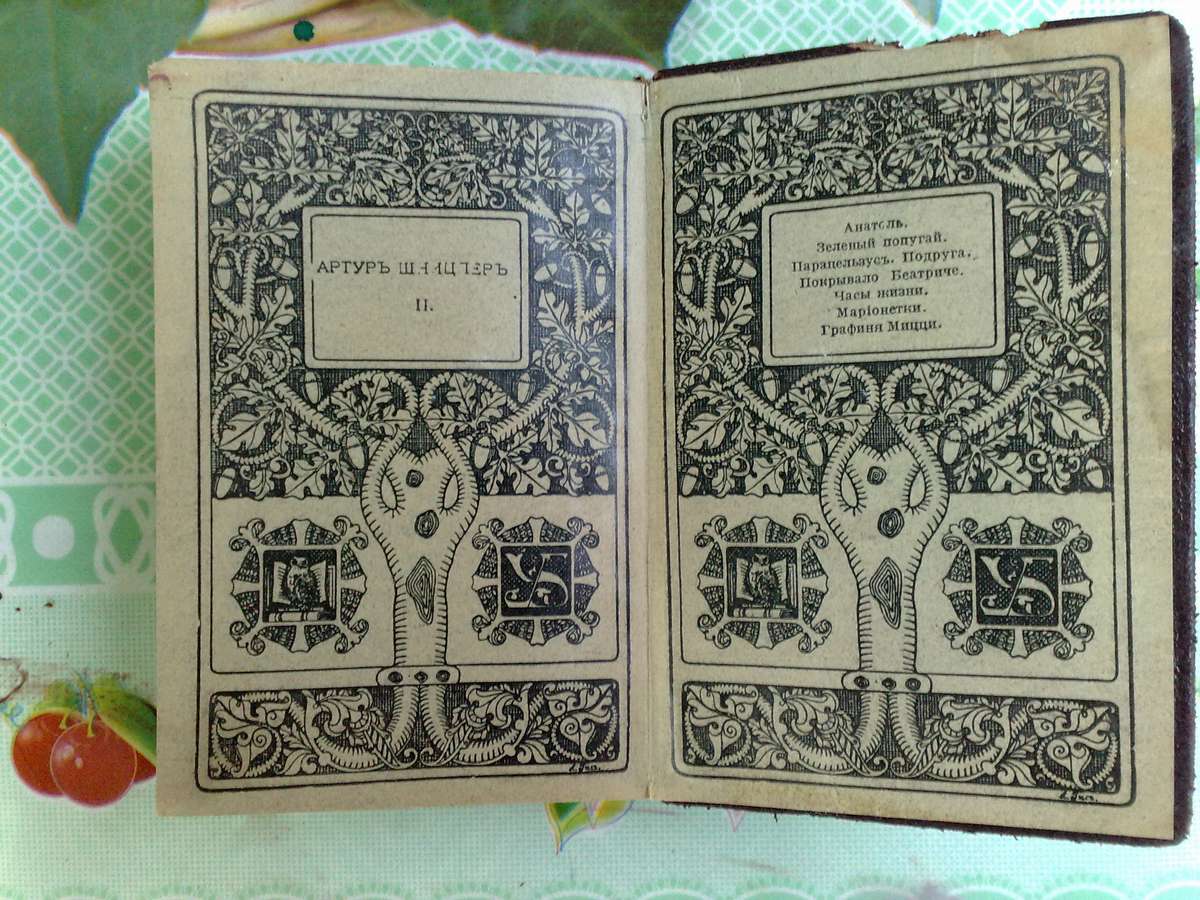 АРТУРЪ ШНИЦЛЕРЪ
II.
Анатоль.
Зеленый попугай.
Парацельзусъ. Подруга.
Покрывало Беатриче.
Часы жизни.
Маріонетки.
Графиня Мицци.